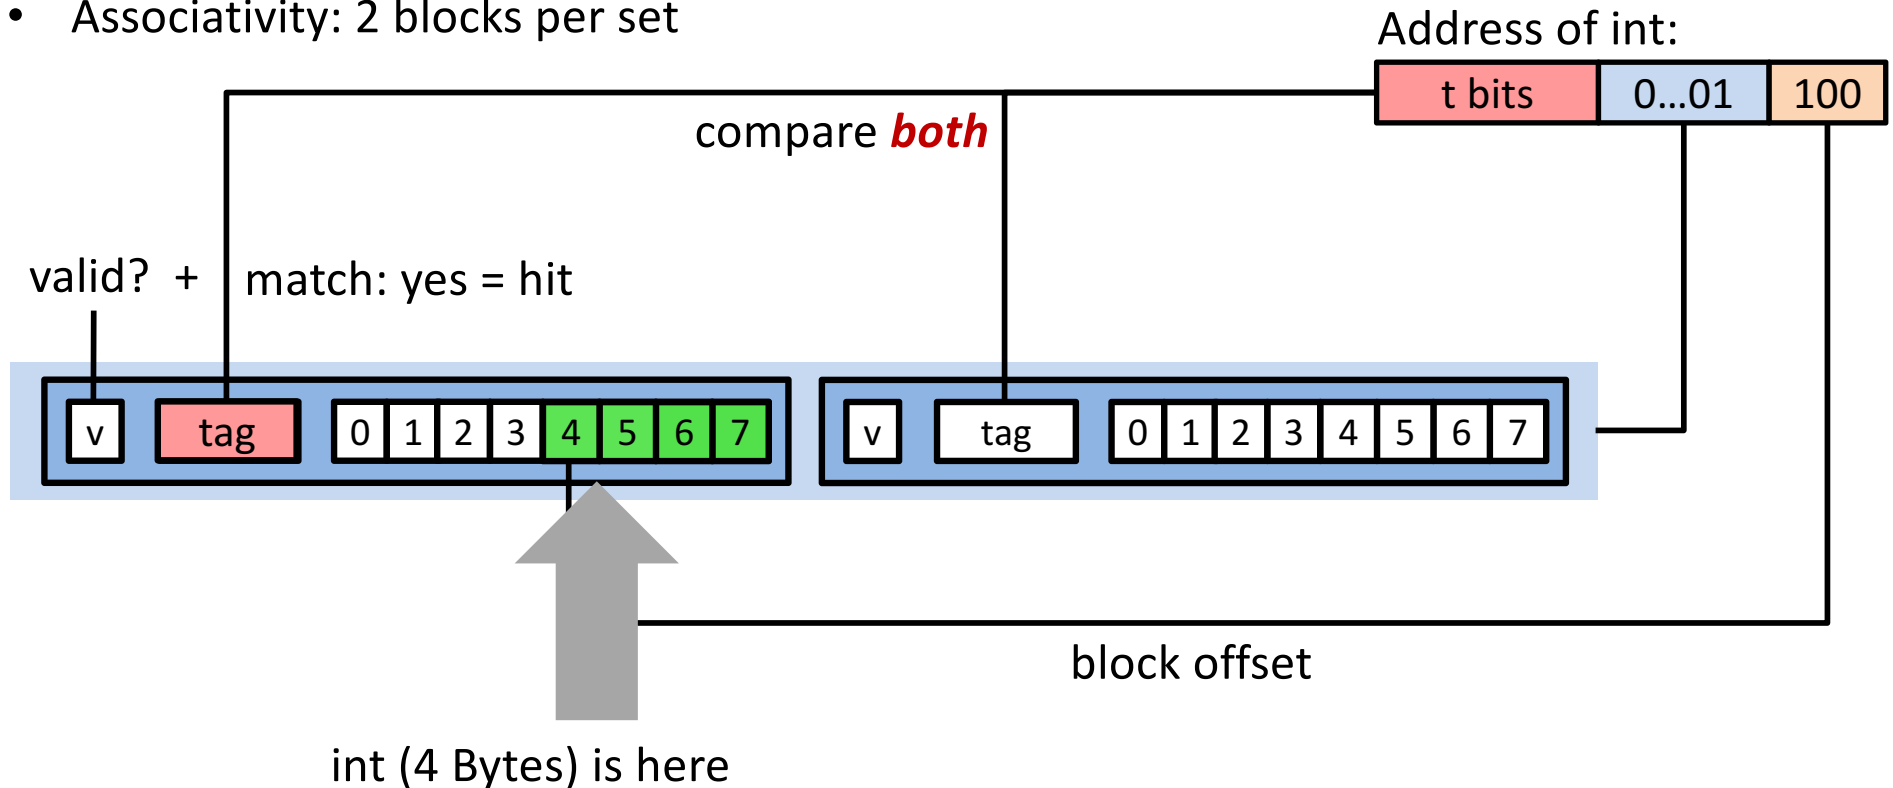 • Associativity: 2 blocks per set
Address of int:
t bits 0...01 100
compare both
valid? + match: yes = hit
v tag 0 1 2 3 4 5 6 7 v tag 0 1 2 3 4 5 6 7
block offset
int (4 Bytes) is here